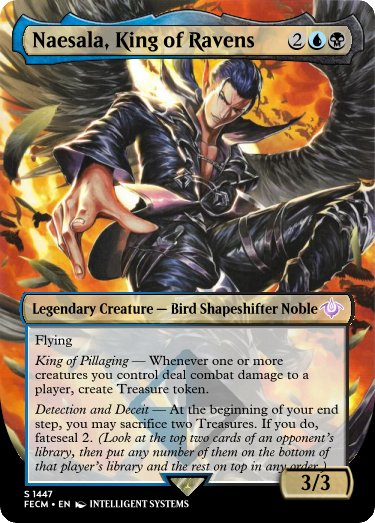 Naesala, King of Ravens 2
Legendary Creature — Bird Shapeshifter Noble
Flying
King of Pillaging — Whenever one or more
creatures you control deal combat damage to a
player, create Treasure token.
Detection and Deceit — At the beginning of your end
step, you may sacrifice two Treasures. If you do,
fateseal 2. (Look at the top two cards of an opponent's
library, then put any number of them on the bottom of
that player's library and the rest on top in any order.)
3/3
S 1447
FECM • EN INTELLIGENT SYSTEMS